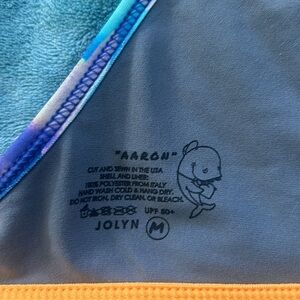 "AARON"
CUT AND SEWN IN THE USA
SHELL AND LINER:
100% POLYESTER FROM ITALY
HAND WASH COLD & HANG DRY.
DO NOT IRON, DRY CLEAN, OR BLEACH.
UPF 50+
JOLYN M